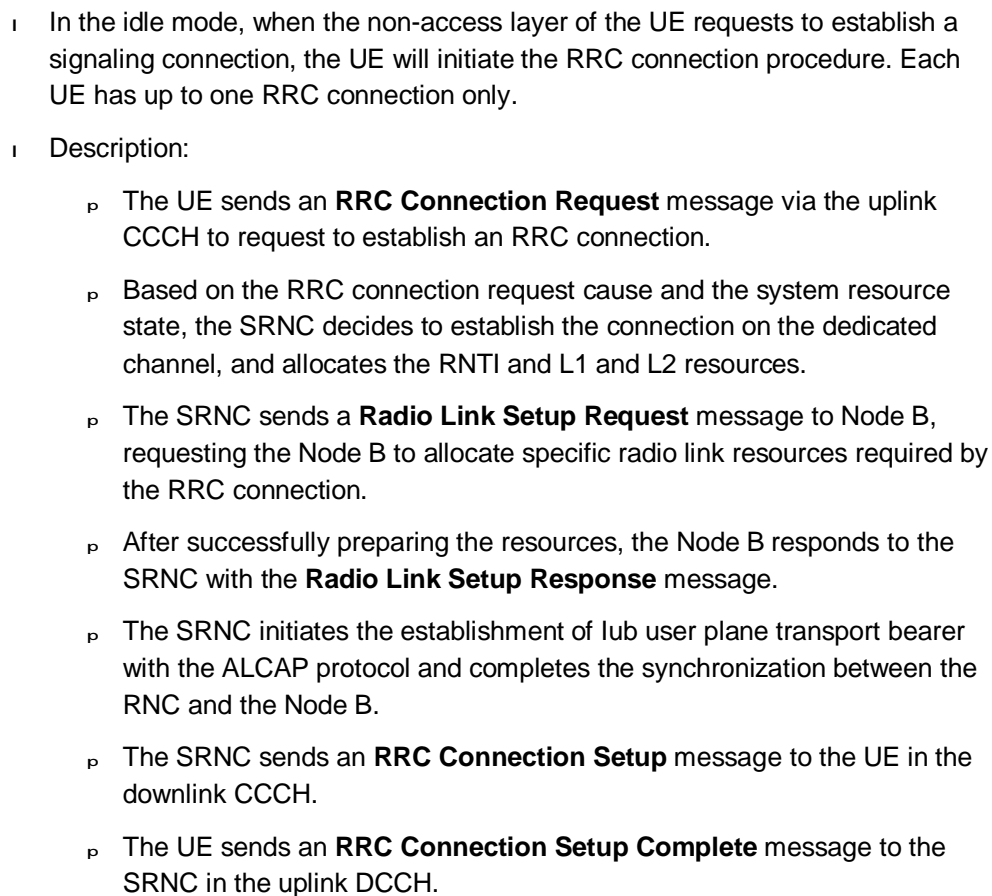 l In the idle mode, when the non-access layer of the UE requests to establish a
signaling connection, the UE will initiate the RRC connection procedure. Each
UE has up to one RRC connection only.
l Description:
p The UE sends an RRC Connection Request message via the uplink
CCCH to request to establish an RRC connection.
p Based on the RRC connection request cause and the system resource
state, the SRNC decides to establish the connection on the dedicated
channel, and allocates the RNTI and L1 and L2 resources.
p The SRNC sends a Radio Link Setup Request message to Node B,
requesting the Node B to allocate specific radio link resources required by
the RRC connection.
p After successfully preparing the resources, the Node B responds to the
SRNC with the Radio Link Setup Response message.
p The SRNC initiates the establishment of Iub user plane transport bearer
with the ALCAP protocol and completes the synchronization between the
RNC and the Node B.
p The SRNC sends an RRC Connection Setup message to the UE in the
downlink CCCH.
p The UE sends an RRC Connection Setup Complete message to the
SRNC in the uplink DCCH.